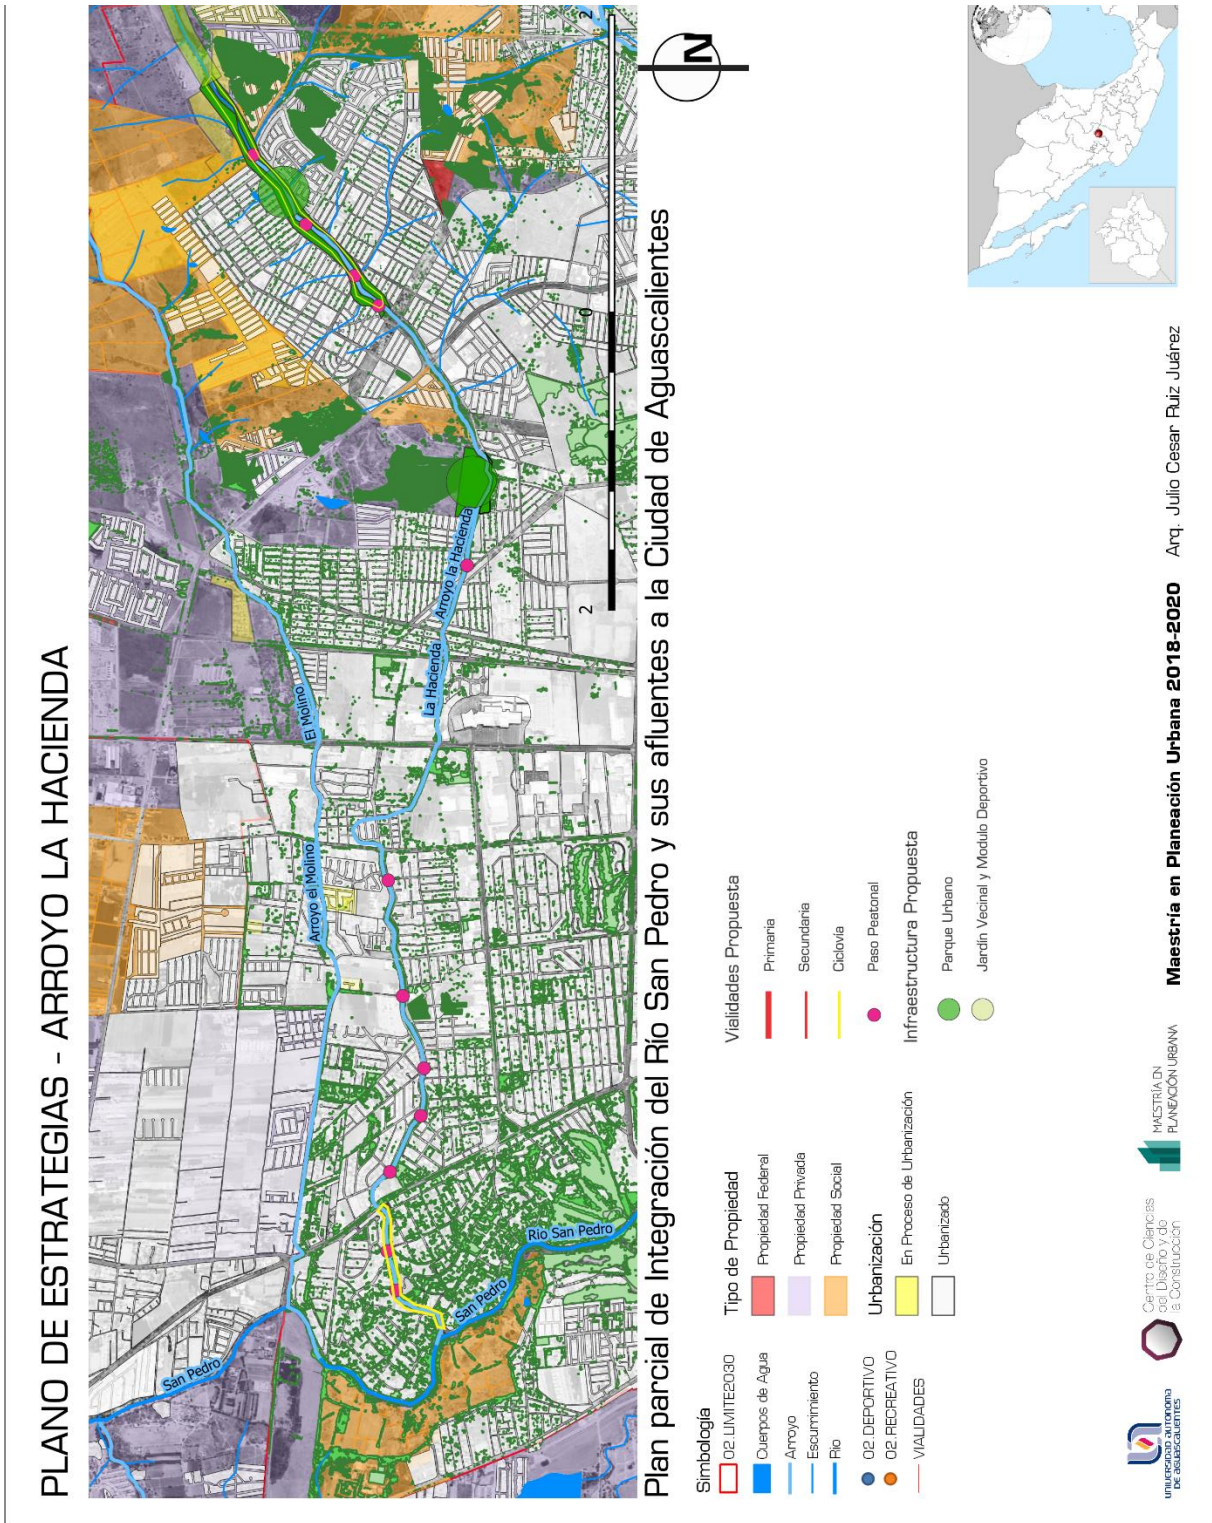 PLANO DE ESTRATEGIAS - ARROYO LA HACIENDA
San Pedro
San Pedro
Río San Pedro
Arroyo el Molino
El Molino
La Hacienda
Arroyo la Hacienda
2
0
2
N
Plan parcial de Integración del Río San Pedro y sus afluentes a la Ciudad de Aguascalientes
Simbología
02.LIMITE2030
Cuerpos de Agua
Arroyo
Escurrimiento
Rio
02.DEPORTIVO
02.RECREATIVO
VIALIDADES
Tipo de Propiedad
Propiedad Federal
Propiedad Privada
Propiedad Social
Urbanización
En Proceso de Urbanización
Urbanizado
Vialidades Propuesta
Primaria
Secundaria
Ciclovía
Paso Peatonal
Infraestructura Propuesta
Parque Urbano
Jardín Vecinal y Modulo Deportivo
UNIVERSIDAD AUTONOMA
DE AGUASCALIENTES
Centro de Ciencias
del Diseño y de
la Construcción
MAESTRÍA EN
PLANEACIÓN URBANA
Maestría en Planeación Urbana 2018-2020
Arq. Julio Cesar Ruiz Juárez